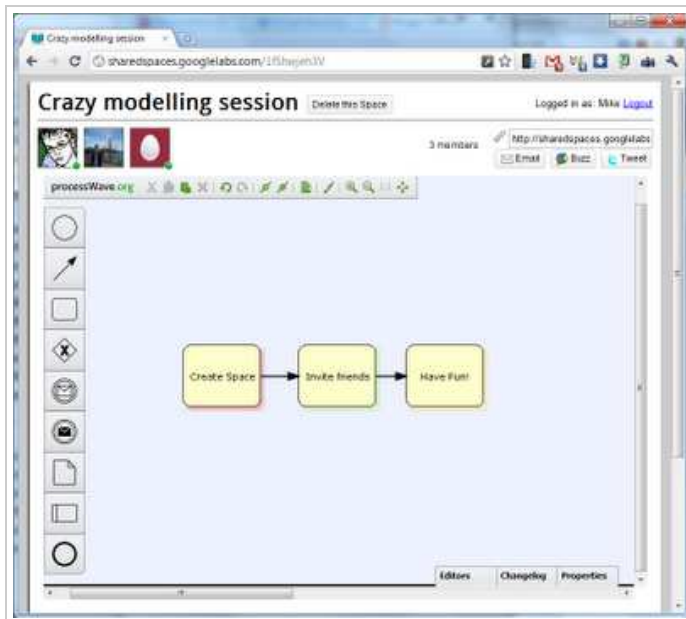 Crazy modelling session
sharedspaces.googlelabs.com/
Crazy modelling session Delete this Space Logged in as: Mike Logout
3 members http://sharedspaces.googlelabs
Email Buzz Tweet
processWave.org
Create Space Invite friends Have Fun!
Editors Changelog Properties